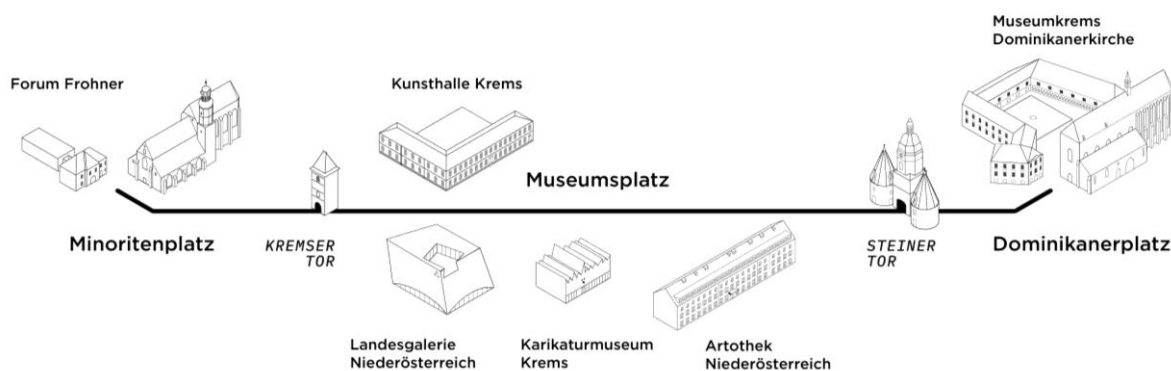 Museumkrems
Dominikanerkirche
Forum Frohner
Kunsthalle Krems
Museumsplatz
Minoritenplatz
KREMSER
TOR
STEINER
TOR
Dominikanerplatz
Landesgalerie
Niederösterreich
Karikaturmuseum
Krems
Artothek
Niederösterreich